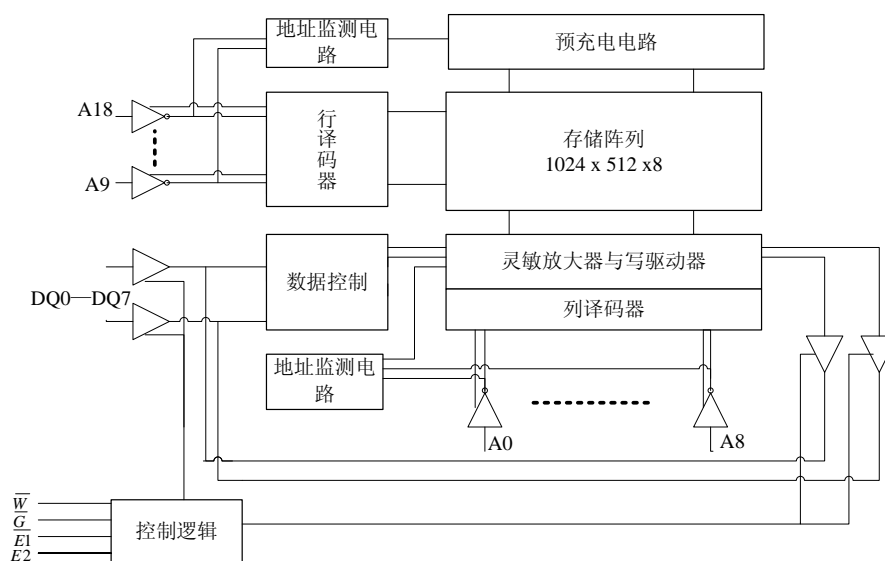 地址监测电
路
预充电电路
A18
行
译
码
器
存储阵列
1024 x 512 x8
A9
DQ0—DQ7
数据控制
灵敏放大器与写驱动器
列译码器
地址监测电
路
A0
A8
W̅
G̅
E̅1̅
E2
控制逻辑